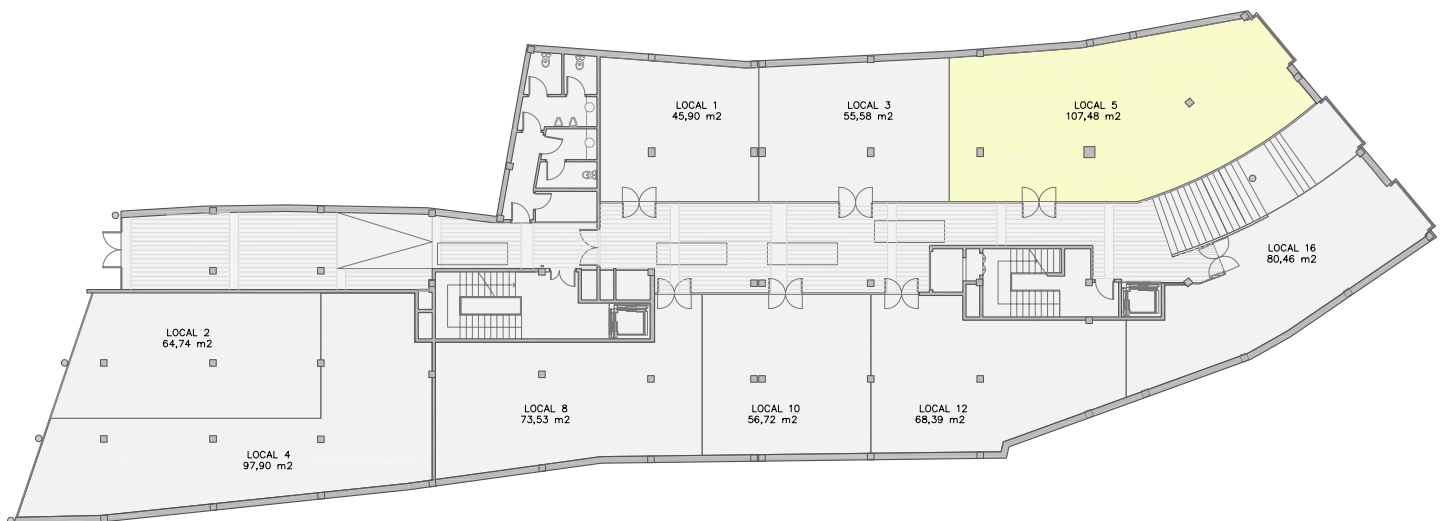 LOCAL 1
45,90 m2
LOCAL 3
55,58 m2
LOCAL 5
107,48 m2
LOCAL 16
80,46 m2
LOCAL 2
64,74 m2
LOCAL 8
73,53 m2
LOCAL 10
56,72 m2
LOCAL 12
68,39 m2
LOCAL 4
97,90 m2